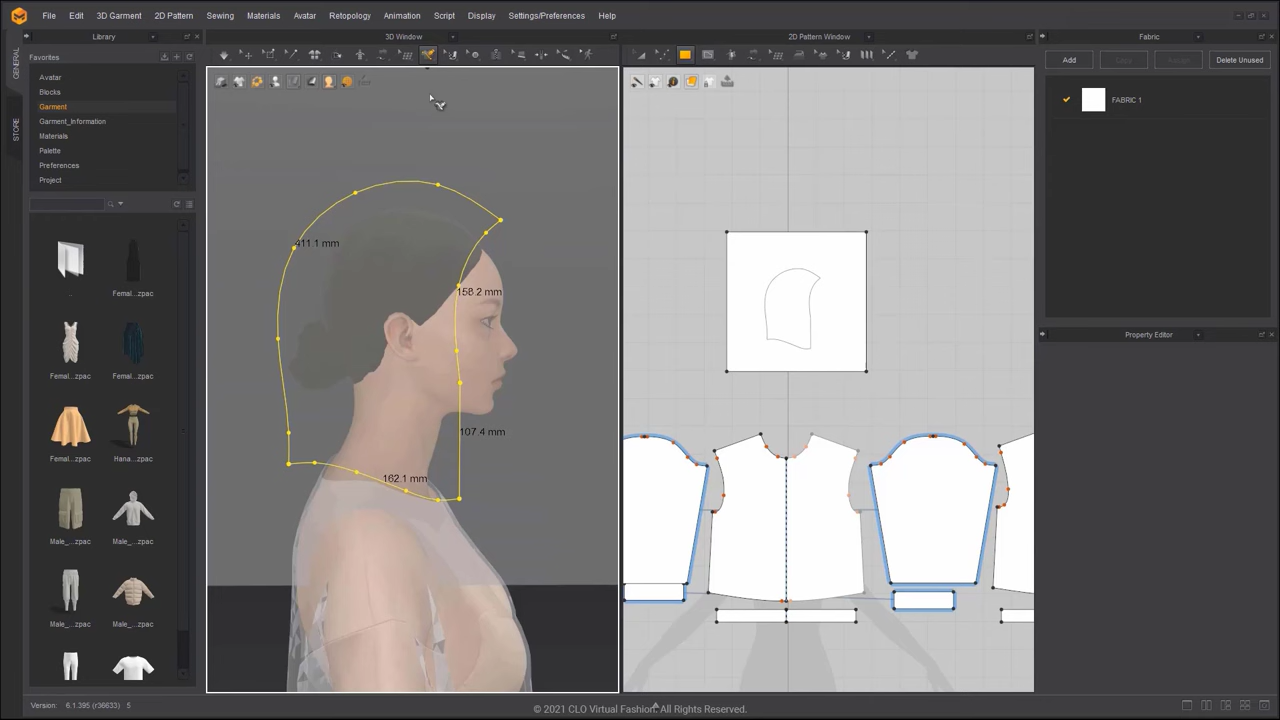 File Edit 3D Garment 2D Pattern Sewing Materials Avatar Retopology Animation Script Display Settings/Preferences Help
GENERAL
STORE
Library
3D Window
2D Pattern Window
Fabric
Favorites
Avatar
Blocks
Garment
Garment_Information
Materials
Palette
Preferences
Project
..
Femal...zpac
Femal...zpac
Femal...zpac
Femal...zpac
Hana...zpac
Male_...zpac
Male_...zpac
Male_...zpac
Male_...zpac
411.1 mm
158.2 mm
107.4 mm
162.1 mm
Add
Copy
Assign
Delete Unused
FABRIC 1
Property Editor
Version: 6.1.395 (r36633) 5
© 2021 CLO Virtual Fashion. All Rights Reserved.